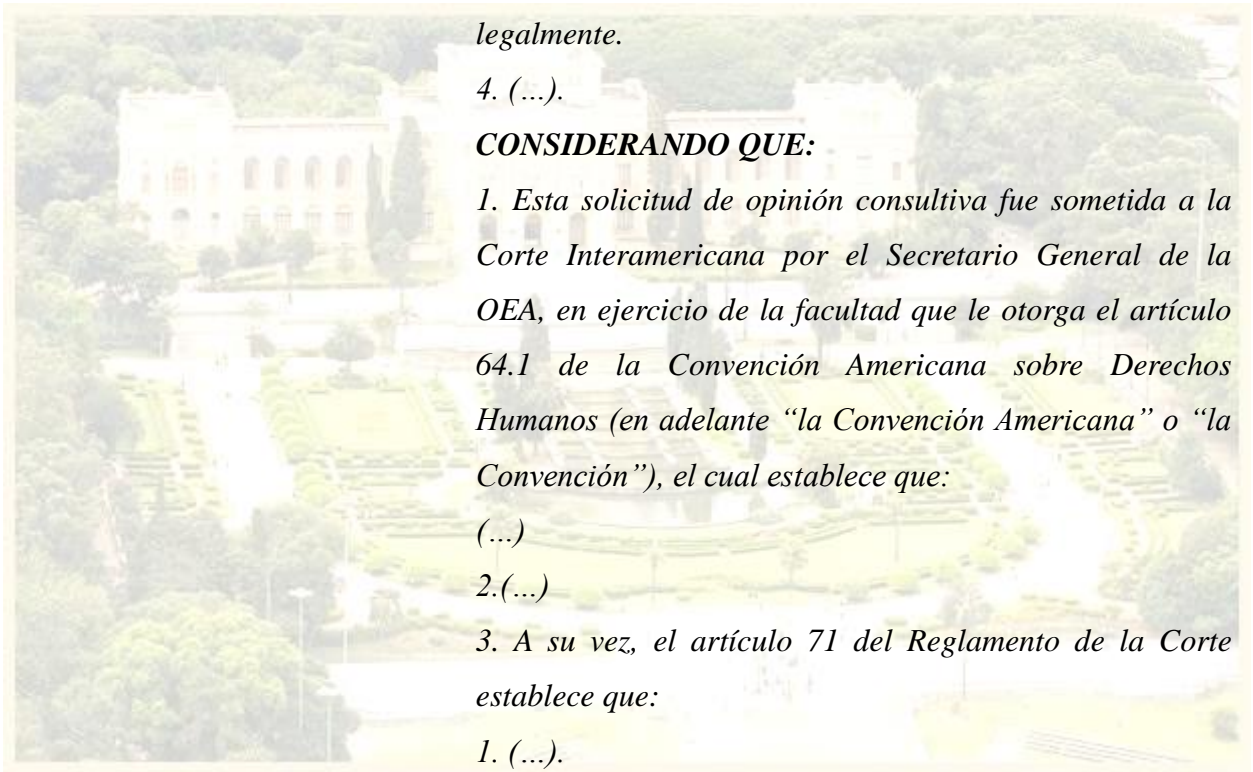 legalmente.
4. (…).
CONSIDERANDO QUE:
1. Esta solicitud de opinión consultiva fue sometida a la
Corte Interamericana por el Secretario General de la
OEA, en ejercicio de la facultad que le otorga el artículo
64.1 de la Convención Americana sobre Derechos
Humanos (en adelante “la Convención Americana” o “la
Convención”), el cual establece que:
(…)
2.(…)
3. A su vez, el artículo 71 del Reglamento de la Corte
establece que:
1. (…).